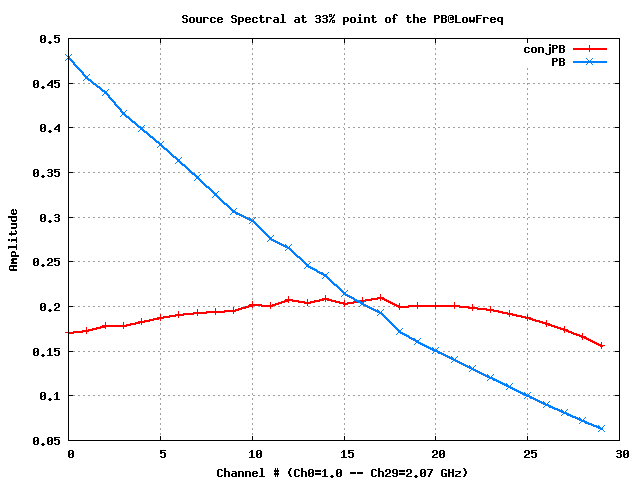 Source Spectral at 33% point of the PB@LowFreq
conjPB
PB
0.5
0.45
0.4
0.35
0.3
0.25
0.2
0.15
0.1
0.05
Amplitude
0 5 10 15 20 25 30
Channel # (Ch0=1.0 -- Ch29=2.07 GHz)